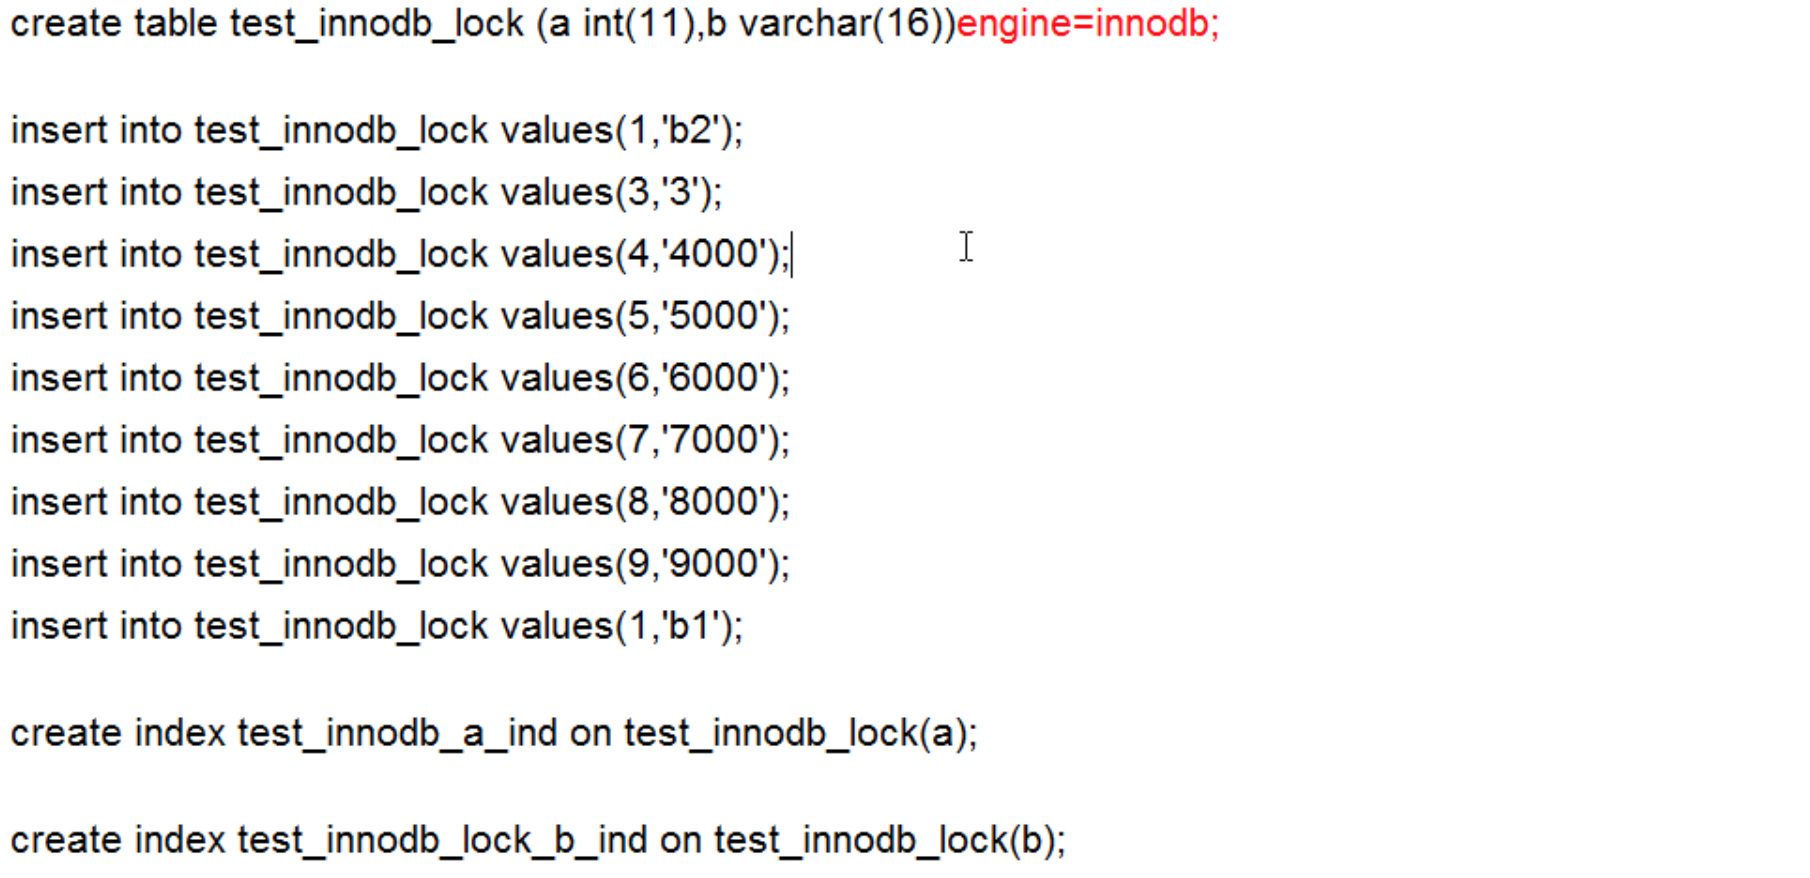 create table test_innodb_lock (a int(11),b varchar(16))engine=innodb;
insert into test_innodb_lock values(1,'b2');
insert into test_innodb_lock values(3,'3');
insert into test_innodb_lock values(4,'4000');
insert into test_innodb_lock values(5,'5000');
insert into test_innodb_lock values(6,'6000');
insert into test_innodb_lock values(7,'7000');
insert into test_innodb_lock values(8,'8000');
insert into test_innodb_lock values(9,'9000');
insert into test_innodb_lock values(1,'b1');
create index test_innodb_a_ind on test_innodb_lock(a);
create index test_innodb_lock_b_ind on test_innodb_lock(b);